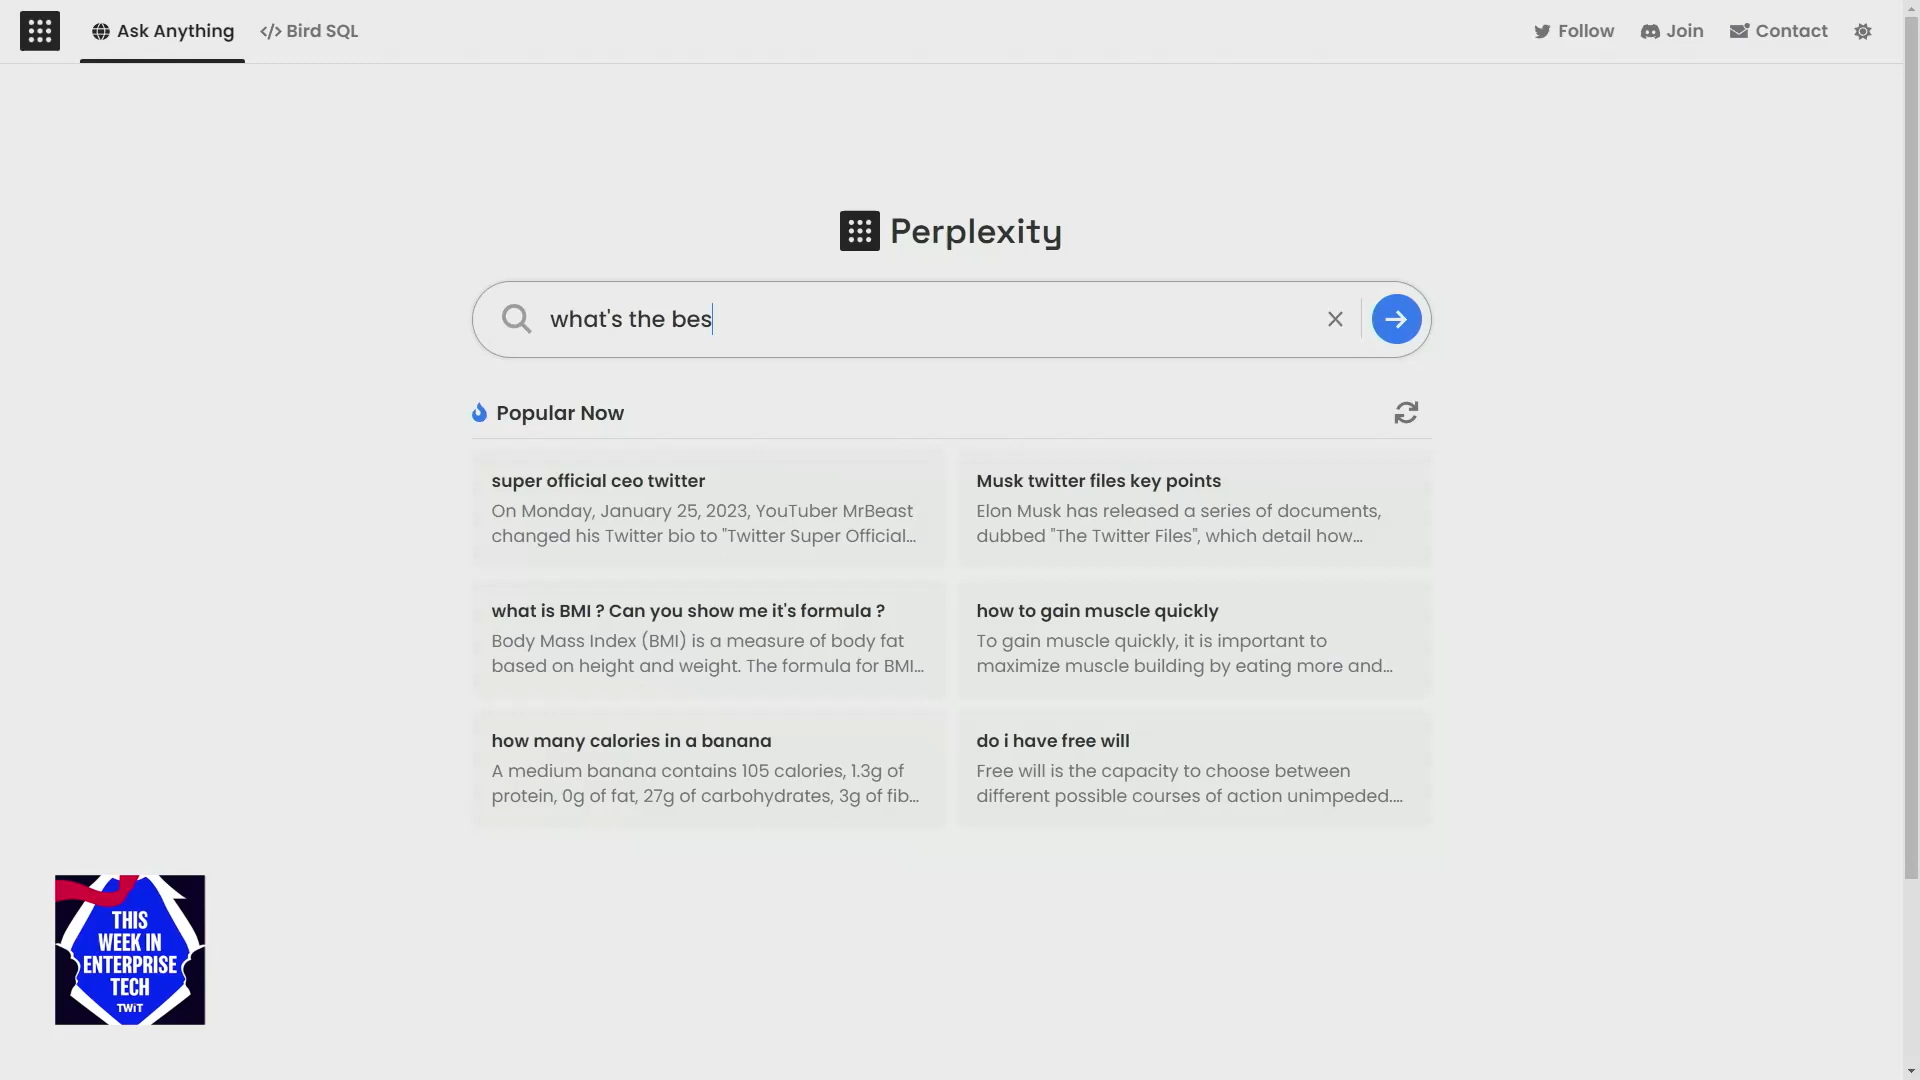 Ask Anything
</> Bird SQL
Follow
Join
Contact
Perplexity
what's the bes
Popular Now
super official ceo twitter
On Monday, January 25, 2023, YouTuber MrBeast
changed his Twitter bio to "Twitter Super Official...
Musk twitter files key points
Elon Musk has released a series of documents,
dubbed "The Twitter Files", which detail how...
what is BMI ? Can you show me it's formula ?
Body Mass Index (BMI) is a measure of body fat
based on height and weight. The formula for BMI...
how to gain muscle quickly
To gain muscle quickly, it is important to
maximize muscle building by eating more and...
how many calories in a banana
A medium banana contains 105 calories, 1.3g of
protein, 0g of fat, 27g of carbohydrates, 3g of fib...
do i have free will
Free will is the capacity to choose between
different possible courses of action unimpeded....
THIS
WEEK IN
ENTERPRISE
TECH
TWiT